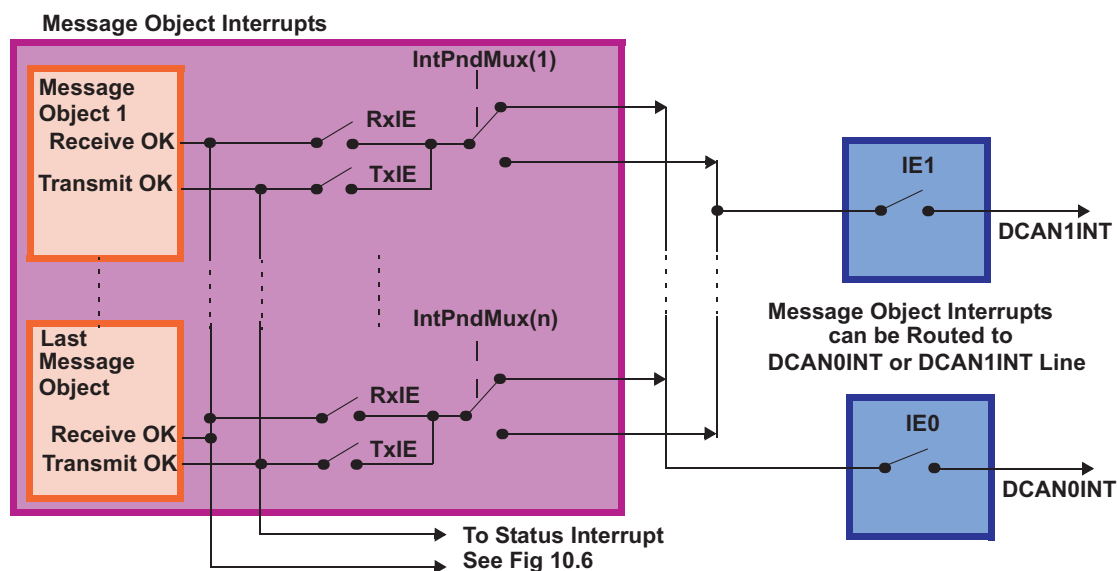 Message Object Interrupts
IntPndMux(1)
Message
Object 1
Receive OK
RxIE
Transmit OK
TxIE
IE1
DCAN1INT
Message Object Interrupts
can be Routed to
DCAN0INT or DCAN1INT Line
IntPndMux(n)
Last
Message
Object
RxIE
Receive OK
TxIE
Transmit OK
IE0
DCAN0INT
To Status Interrupt
See Fig 10.6